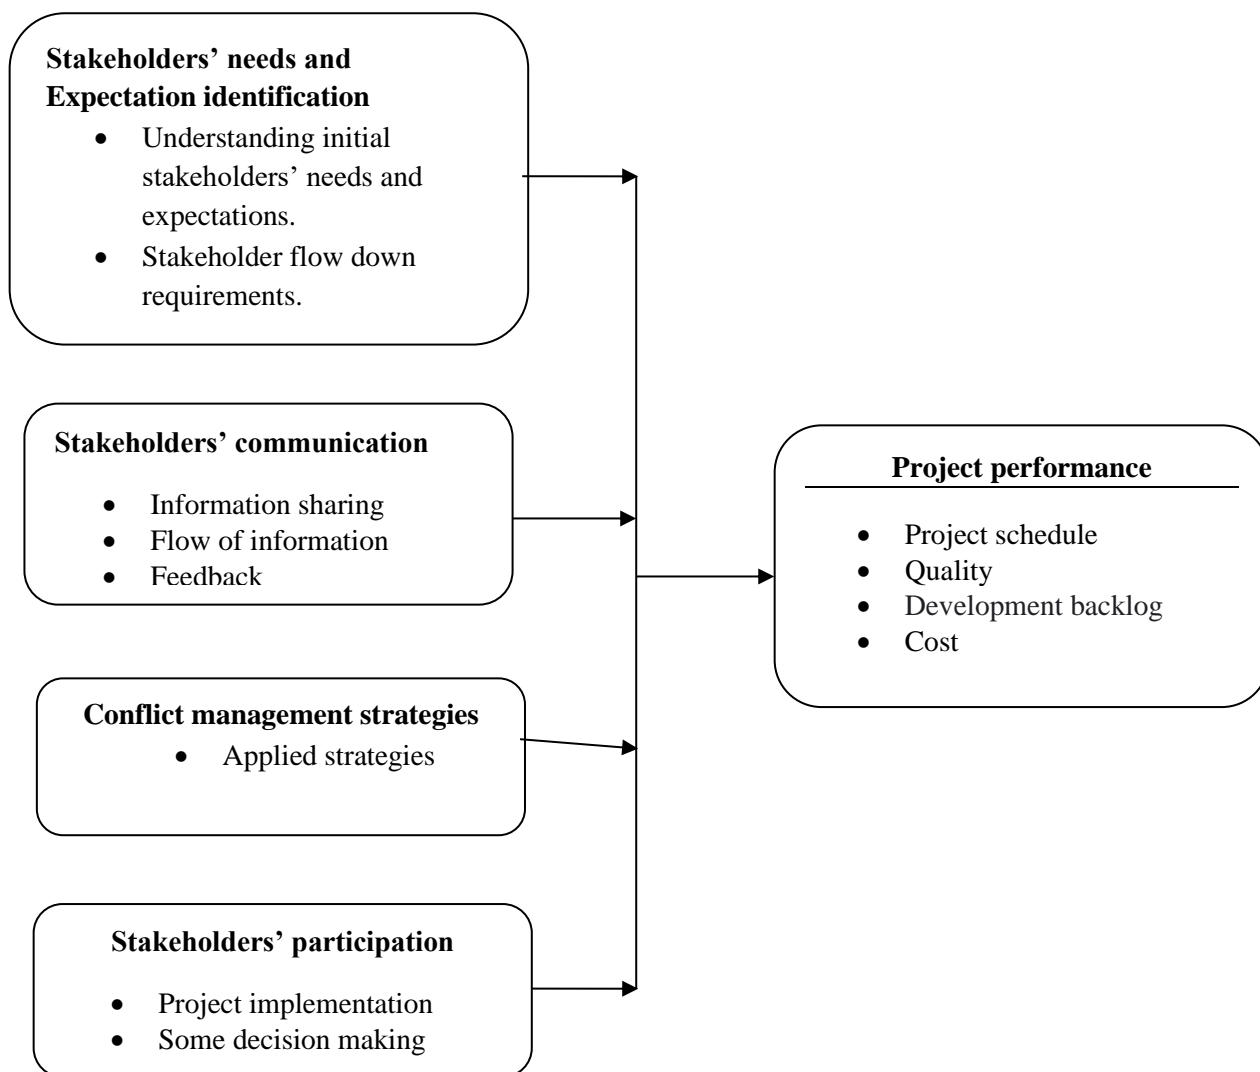 Stakeholders’ needs and
Expectation identification
• Understanding initial
stakeholders’ needs and
expectations.
• Stakeholder flow down
requirements.
Stakeholders’ communication
• Information sharing
• Flow of information
• Feedback
Conflict management strategies
• Applied strategies
Stakeholders’ participation
• Project implementation
• Some decision making
Project performance
• Project schedule
• Quality
• Development backlog
• Cost